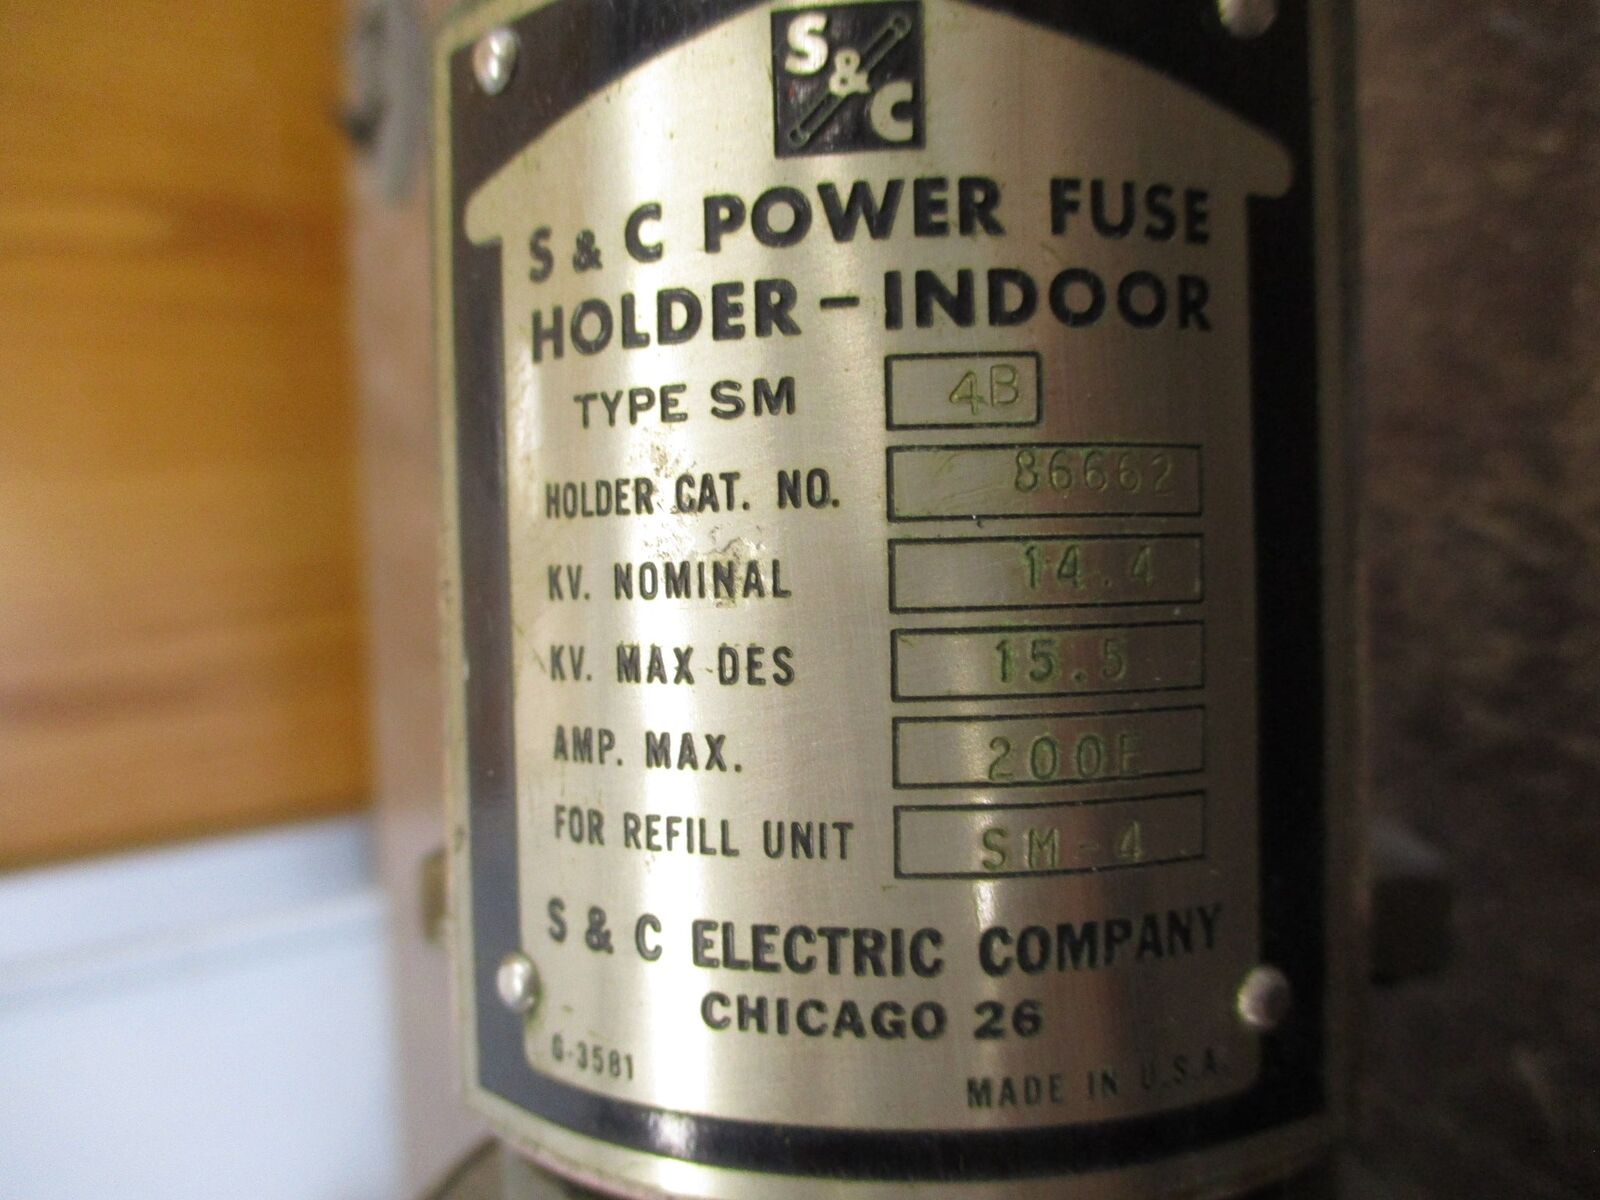 S & C
S & C POWER FUSE
HOLDER - INDOOR
TYPE SM 4B
HOLDER CAT. NO. 86662
KV. NOMINAL 14.4
KV. MAX DES 15.5
AMP. MAX. 200E
FOR REFILL UNIT SM-4
S & C ELECTRIC COMPANY
CHICAGO 26
G-3581
MADE IN U.S.A.